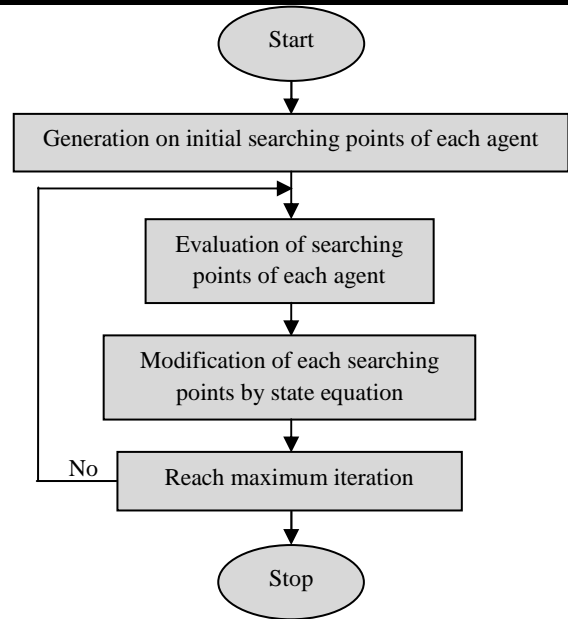 Start
Generation on initial searching points of each agent
Evaluation of searching
points of each agent
Modification of each searching
points by state equation
No
Reach maximum iteration
Stop